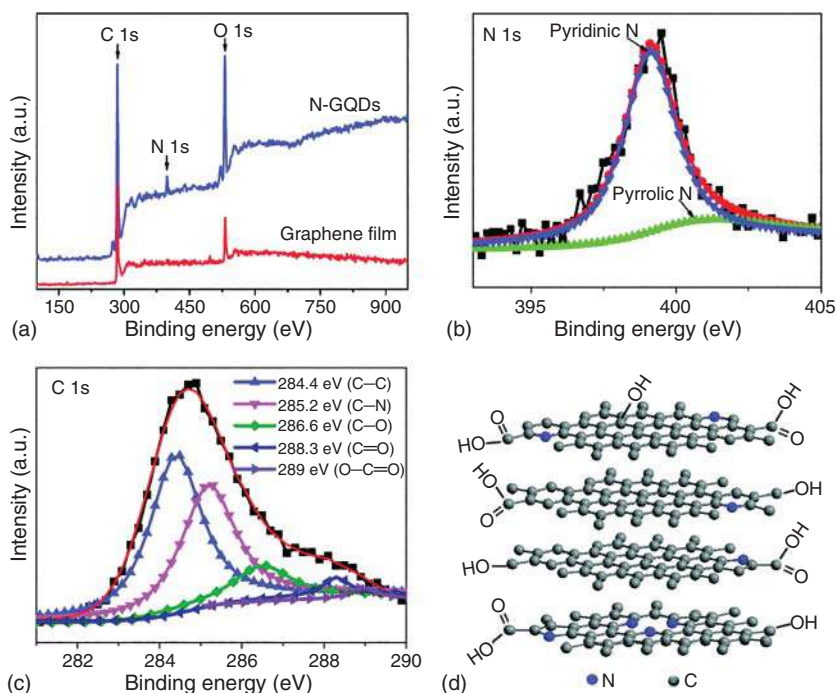 C 1s
O 1s
N 1s
N-GQDs
Graphene film
Intensity (a.u.)
150 300 450 600 750 900
Binding energy (eV)
(a)
N 1s
Pyridinic N
Pyrrolic N
Intensity (a.u.)
395 400 405
Binding energy (eV)
(b)
C 1s
284.4 eV (C—C)
285.2 eV (C—N)
286.6 eV (C—O)
288.3 eV (C=O)
289 eV (O—C=O)
Intensity (a.u.)
282 284 286 288 290
Binding energy (eV)
(c)
OH
OH
O
HO
O
HO
O
OH
OH
HO
O
O
HO
OH
N C
(d)